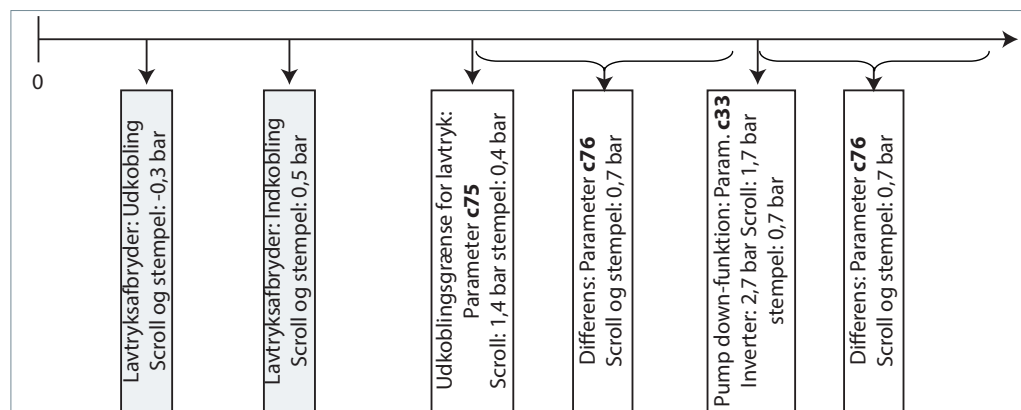 0
Lavtryksafbryder: Udkobling
Scroll og stempel: -0,3 bar
Lavtryksafbryder: Indkobling
Scroll og stempel: 0,5 bar
Udkoblingsgrænse for lavtryk:
Parameter c75
Scroll: 1,4 bar stempel: 0,4 bar
Differens: Parameter c76
Scroll og stempel: 0,7 bar
Pump down-funktion: Param. c33
Inverter: 2,7 bar Scroll: 1,7 bar
stempel: 0,7 bar
Differens: Parameter c76
Scroll og stempel: 0,7 bar